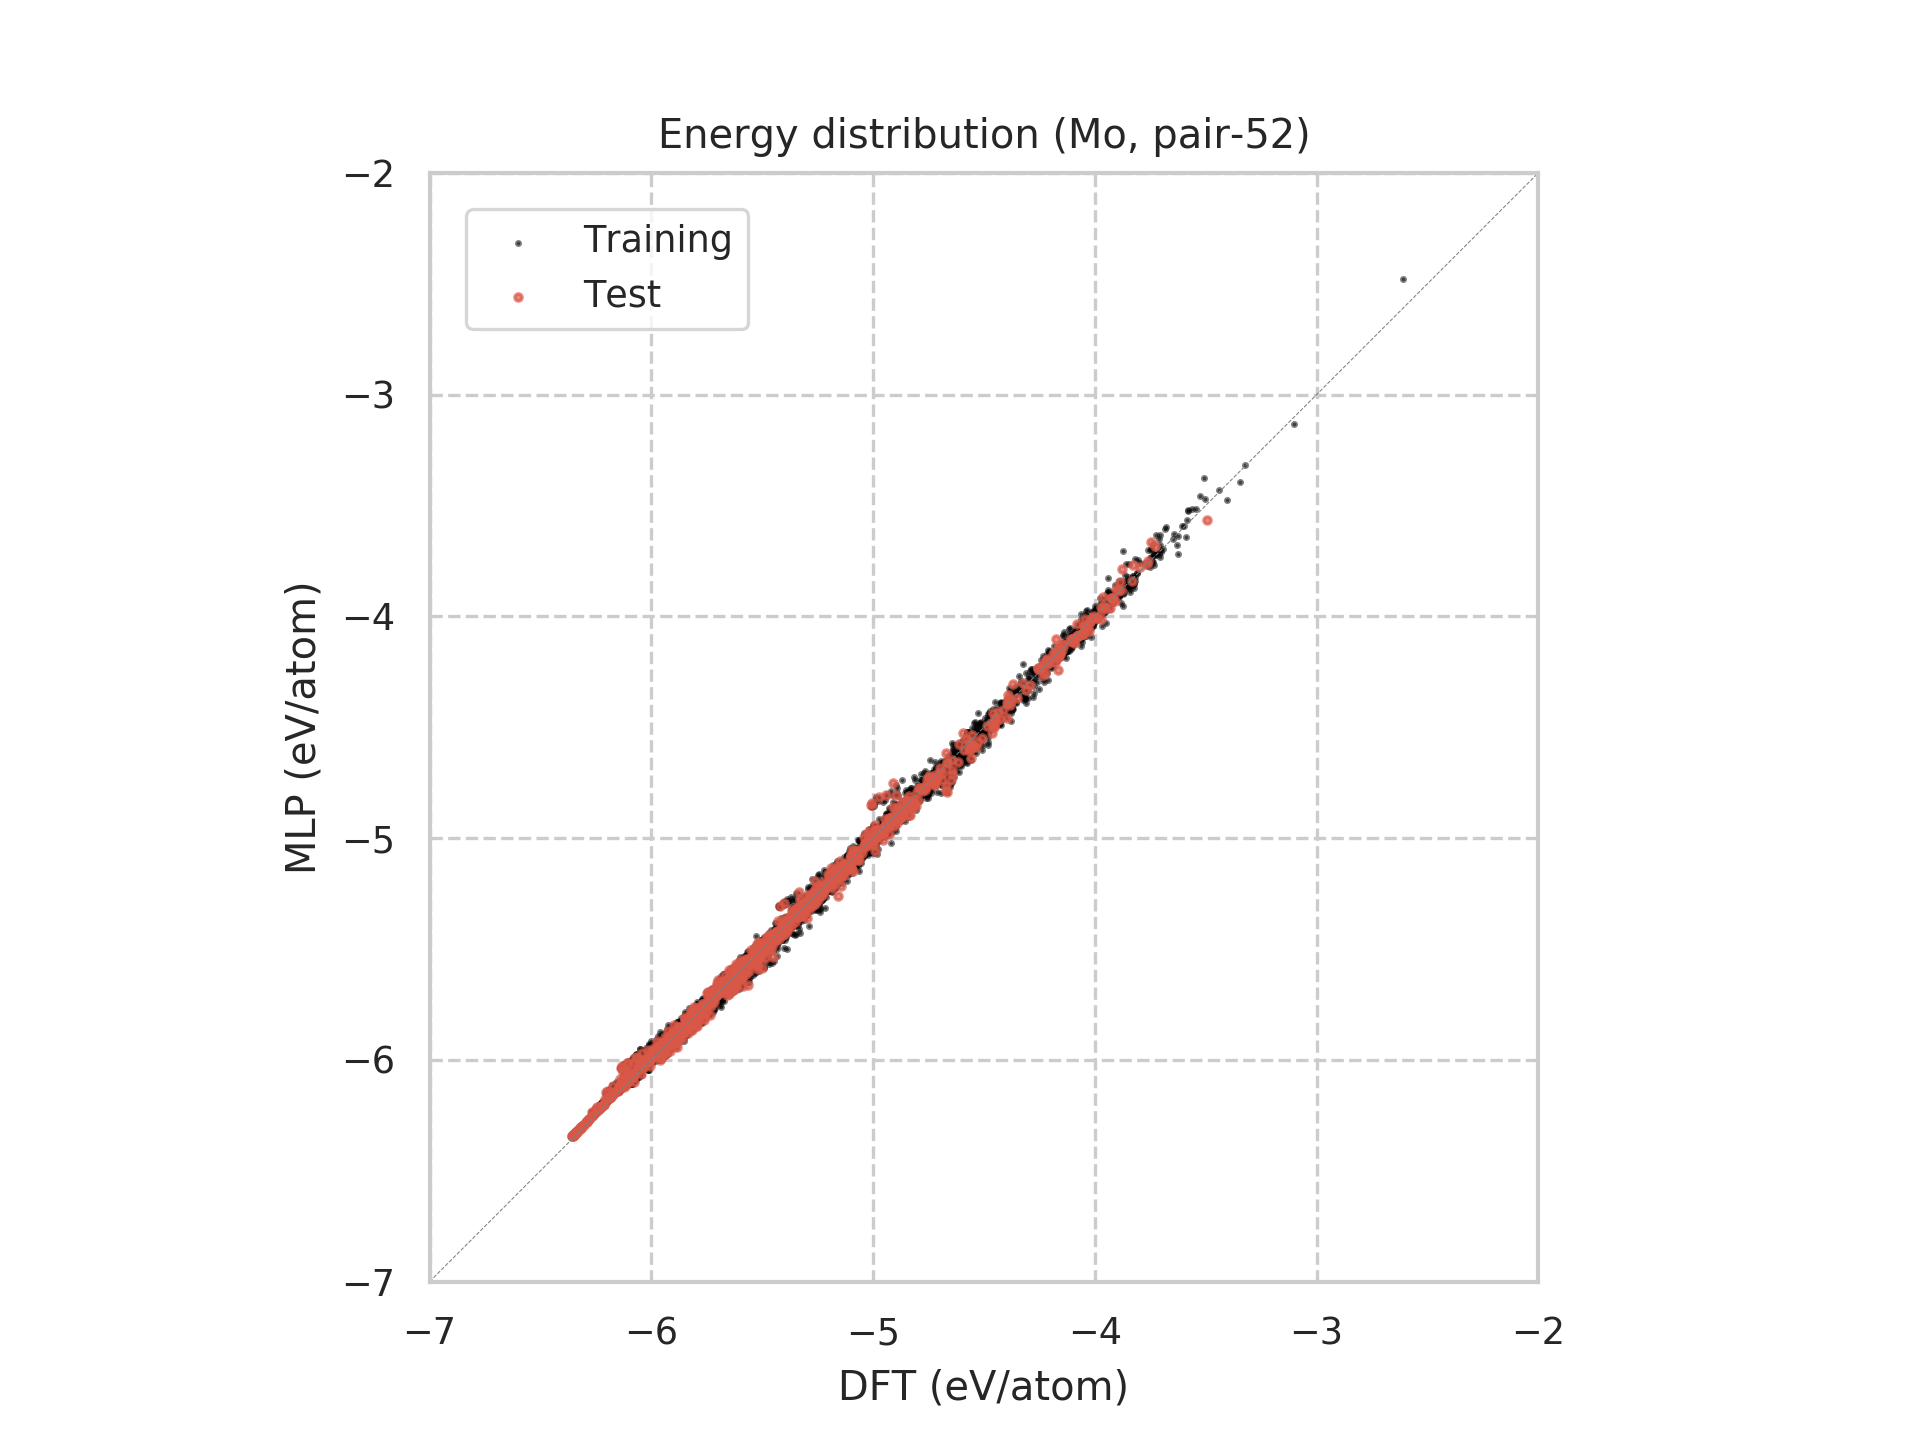 Energy distribution (Mo, pair-52)
Training
Test
−2
−3
−4
−5
−6
−7
MLP (eV/atom)
−7 −6 −5 −4 −3 −2
DFT (eV/atom)